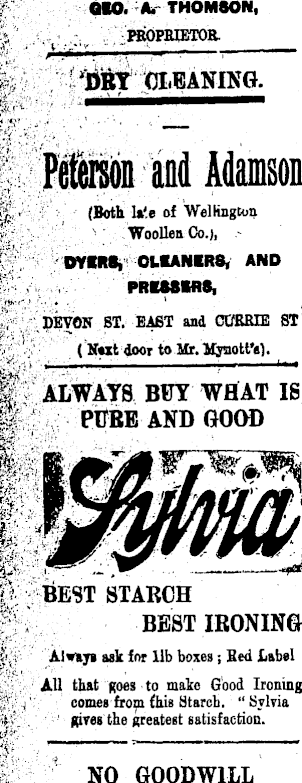 GEO. A. THOMSON,
PROPRIETOR.
DRY CLEANING.
Peterson and Adamson
(Both late of Wellington
Woollen Co.),
DYERS, CLEANERS, AND
PRESSERS,
DEVON ST. EAST and CURRIE ST
(Next door to Mr. Mynott's).
ALWAYS BUY WHAT IS
PURE AND GOOD
Sylvia
BEST STARCH
BEST IRONING
Always ask for 1lb boxes; Red Label
All that goes to make Good Ironing
comes from this Starch. "Sylvia
gives the greatest satisfaction.
NO GOODWILL